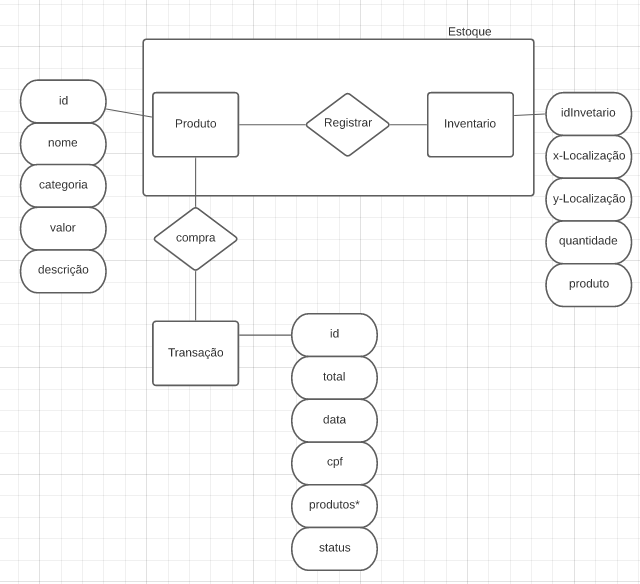 Estoque
id
nome
categoria
valor
descrição
Produto
Registrar
Inventario
idInvetario
x-Localização
y-Localização
quantidade
produto
compra
Transação
id
total
data
cpf
produtos*
status